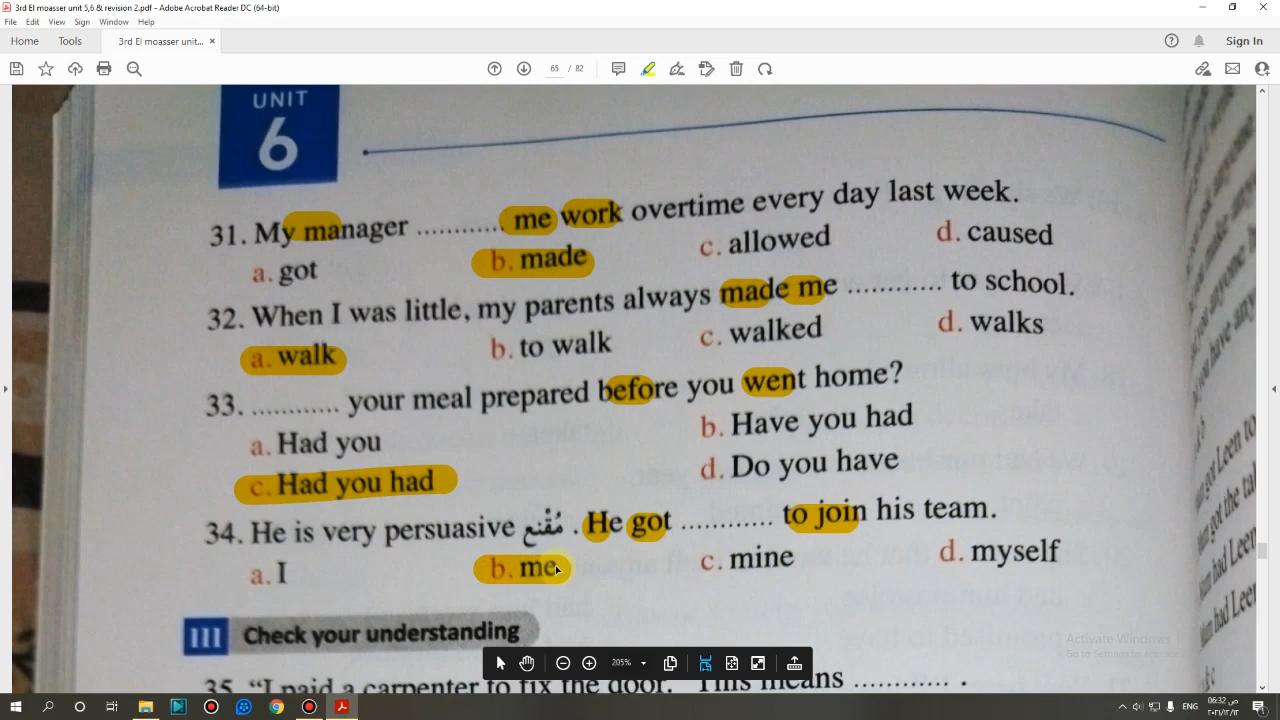 3rd El moasser unit 5,6 & revision 2.pdf - Adobe Acrobat Reader DC (64-bit)
File Edit View Sign Window Help
Home Tools 3rd El moasser unit... × Sign In
65 / 82
UNIT
6
31. My manager ............ me work overtime every day last week.
a. got b. made c. allowed d. caused
32. When I was little, my parents always made me ............ to school.
a. walk b. to walk c. walked d. walks
33. ............ your meal prepared before you went home?
a. Had you b. Have you had
c. Had you had d. Do you have
34. He is very persuasive مُقْنِع . He got ............ to join his team.
a. I b. me c. mine d. myself
III Check your understanding
Activate Windows
Go to Settings to activate
205%
35. "I paid a carpenter to fix the door." This means ............ .
ENG 06:32 ص
٢٠٢١/١٢/١٢